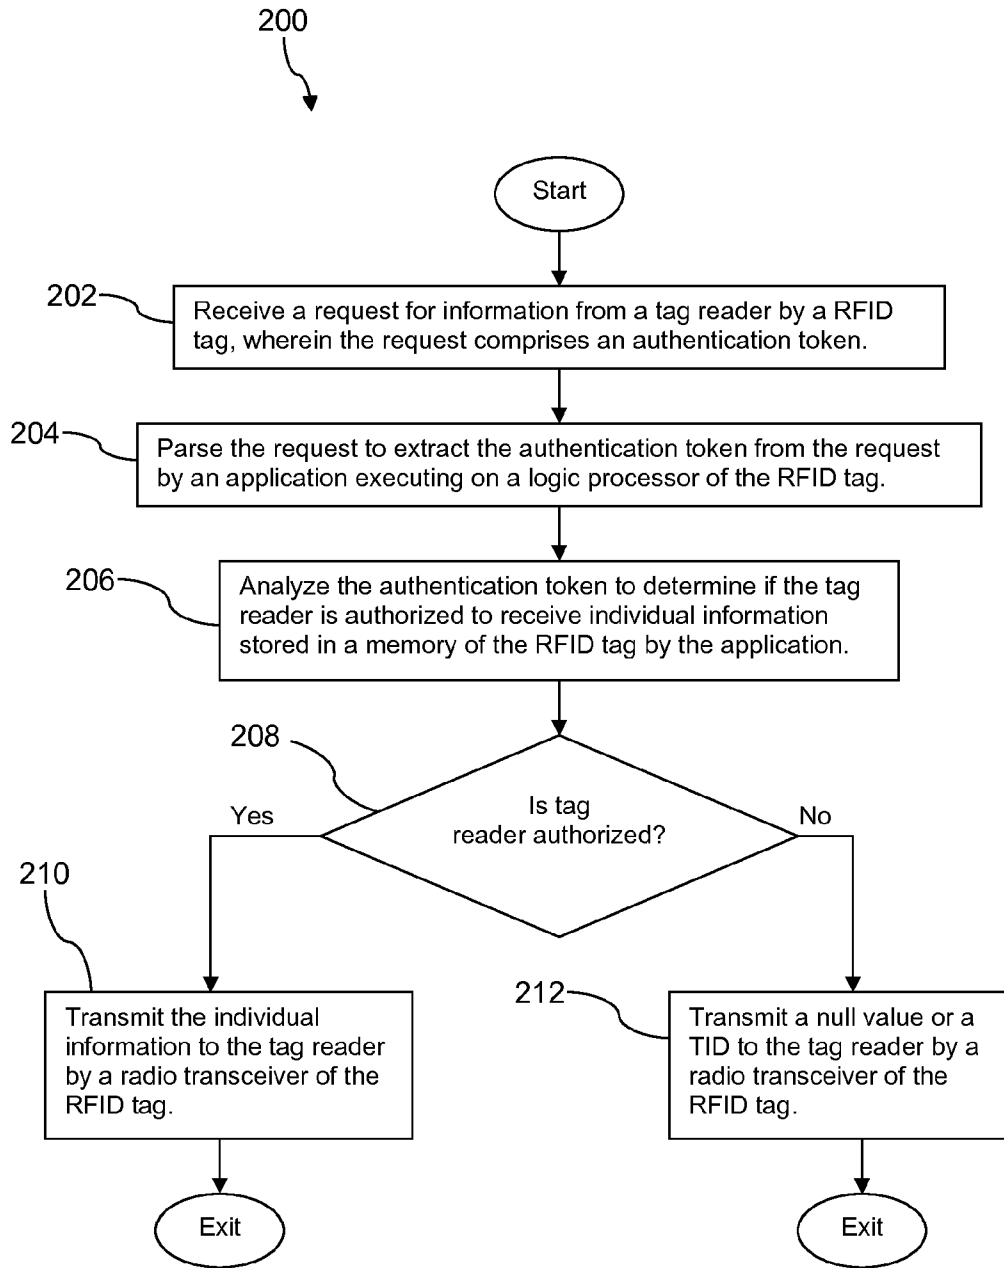 200
Start
202
Receive a request for information from a tag reader by a RFID
tag, wherein the request comprises an authentication token.
204
Parse the request to extract the authentication token from the request
by an application executing on a logic processor of the RFID tag.
206
Analyze the authentication token to determine if the tag
reader is authorized to receive individual information
stored in a memory of the RFID tag by the application.
208
Is tag
reader authorized?
Yes
No
210
Transmit the individual
information to the tag reader
by a radio transceiver of the
RFID tag.
212
Transmit a null value or a
TID to the tag reader by a
radio transceiver of the
RFID tag.
Exit
Exit